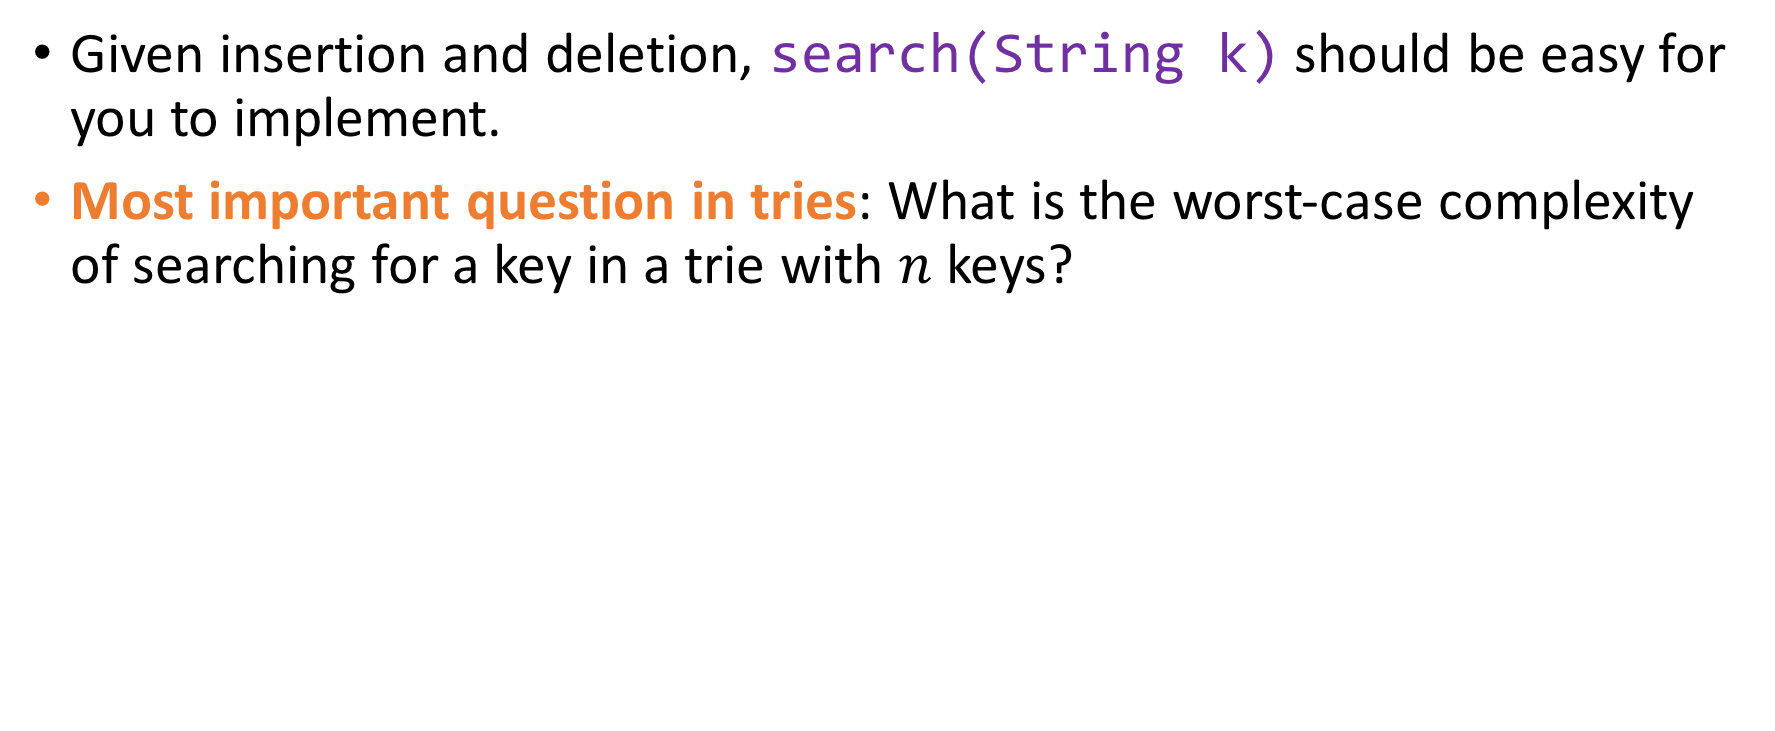 • Given insertion and deletion, search(String k) should be easy for
you to implement.
• Most important question in tries: What is the worst-case complexity
of searching for a key in a trie with 𝑛 keys?